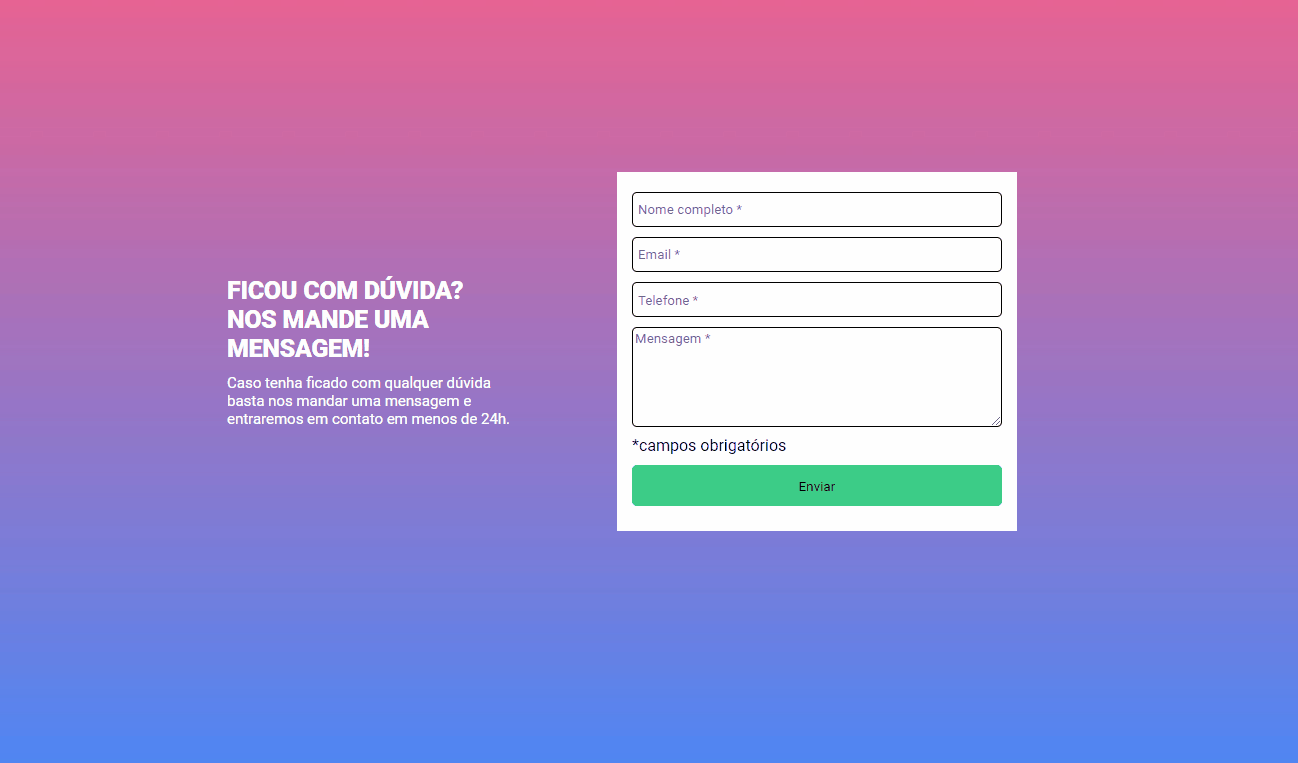 FICOU COM DÚVIDA?
NOS MANDE UMA
MENSAGEM!
Caso tenha ficado com qualquer dúvida
basta nos mandar uma mensagem e
entraremos em contato em menos de 24h.
Nome completo *
Email *
Telefone *
Mensagem *
*campos obrigatórios
Enviar